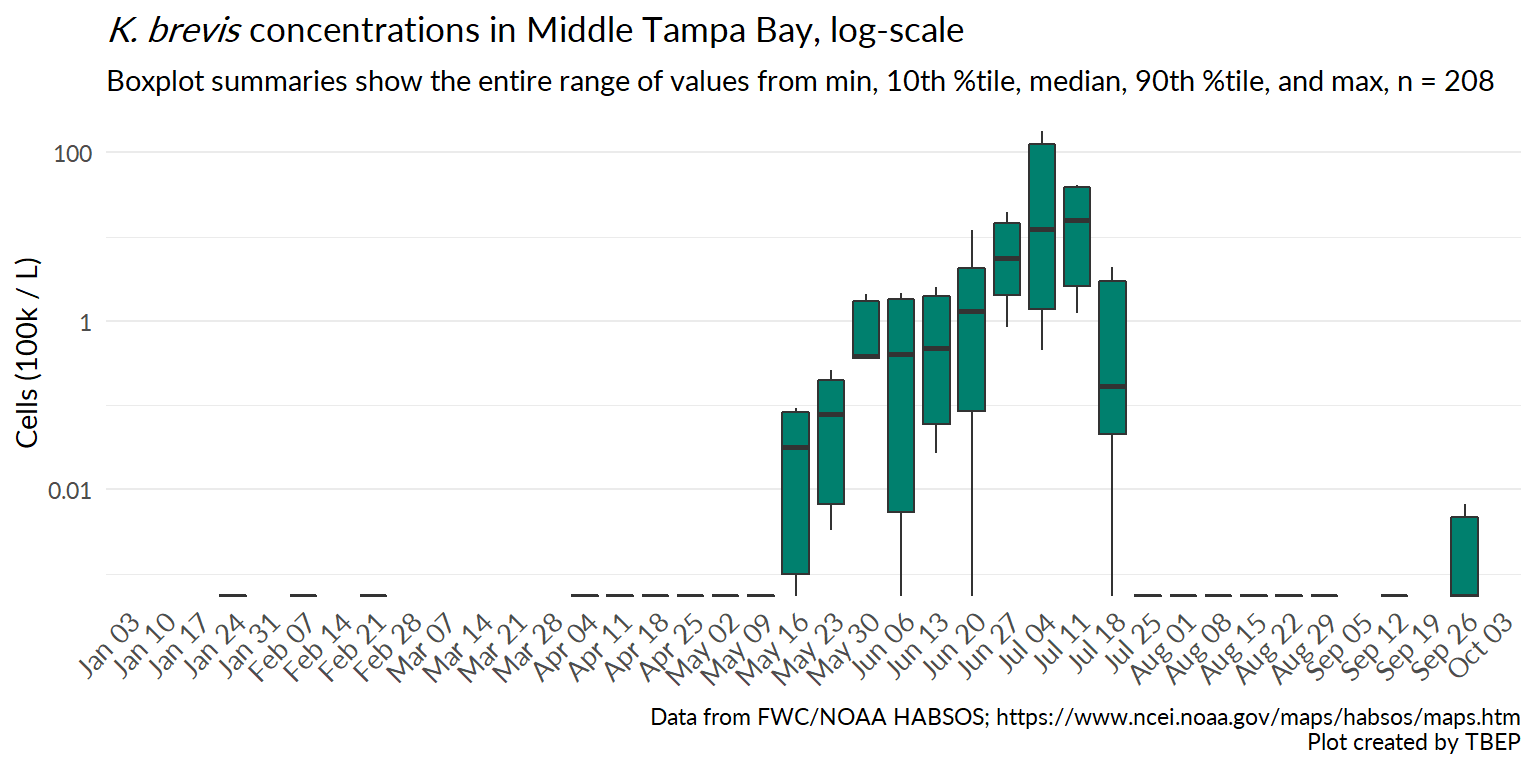 K. brevis concentrations in Middle Tampa Bay, log-scale
Boxplot summaries show the entire range of values from min, 10th %tile, median, 90th %tile, and max, n = 208
Cells (100k / L)
100
1
0.01
Jan 03
Jan 10
Jan 17
Jan 24
Jan 31
Feb 07
Feb 14
Feb 21
Feb 28
Mar 07
Mar 14
Mar 21
Mar 28
Apr 04
Apr 11
Apr 18
Apr 25
May 02
May 09
May 16
May 23
May 30
Jun 06
Jun 13
Jun 20
Jun 27
Jul 04
Jul 11
Jul 18
Jul 25
Aug 01
Aug 08
Aug 15
Aug 22
Aug 29
Sep 05
Sep 12
Sep 19
Sep 26
Oct 03
Data from FWC/NOAA HABSOS; https://www.ncei.noaa.gov/maps/habsos/maps.htm
Plot created by TBEP